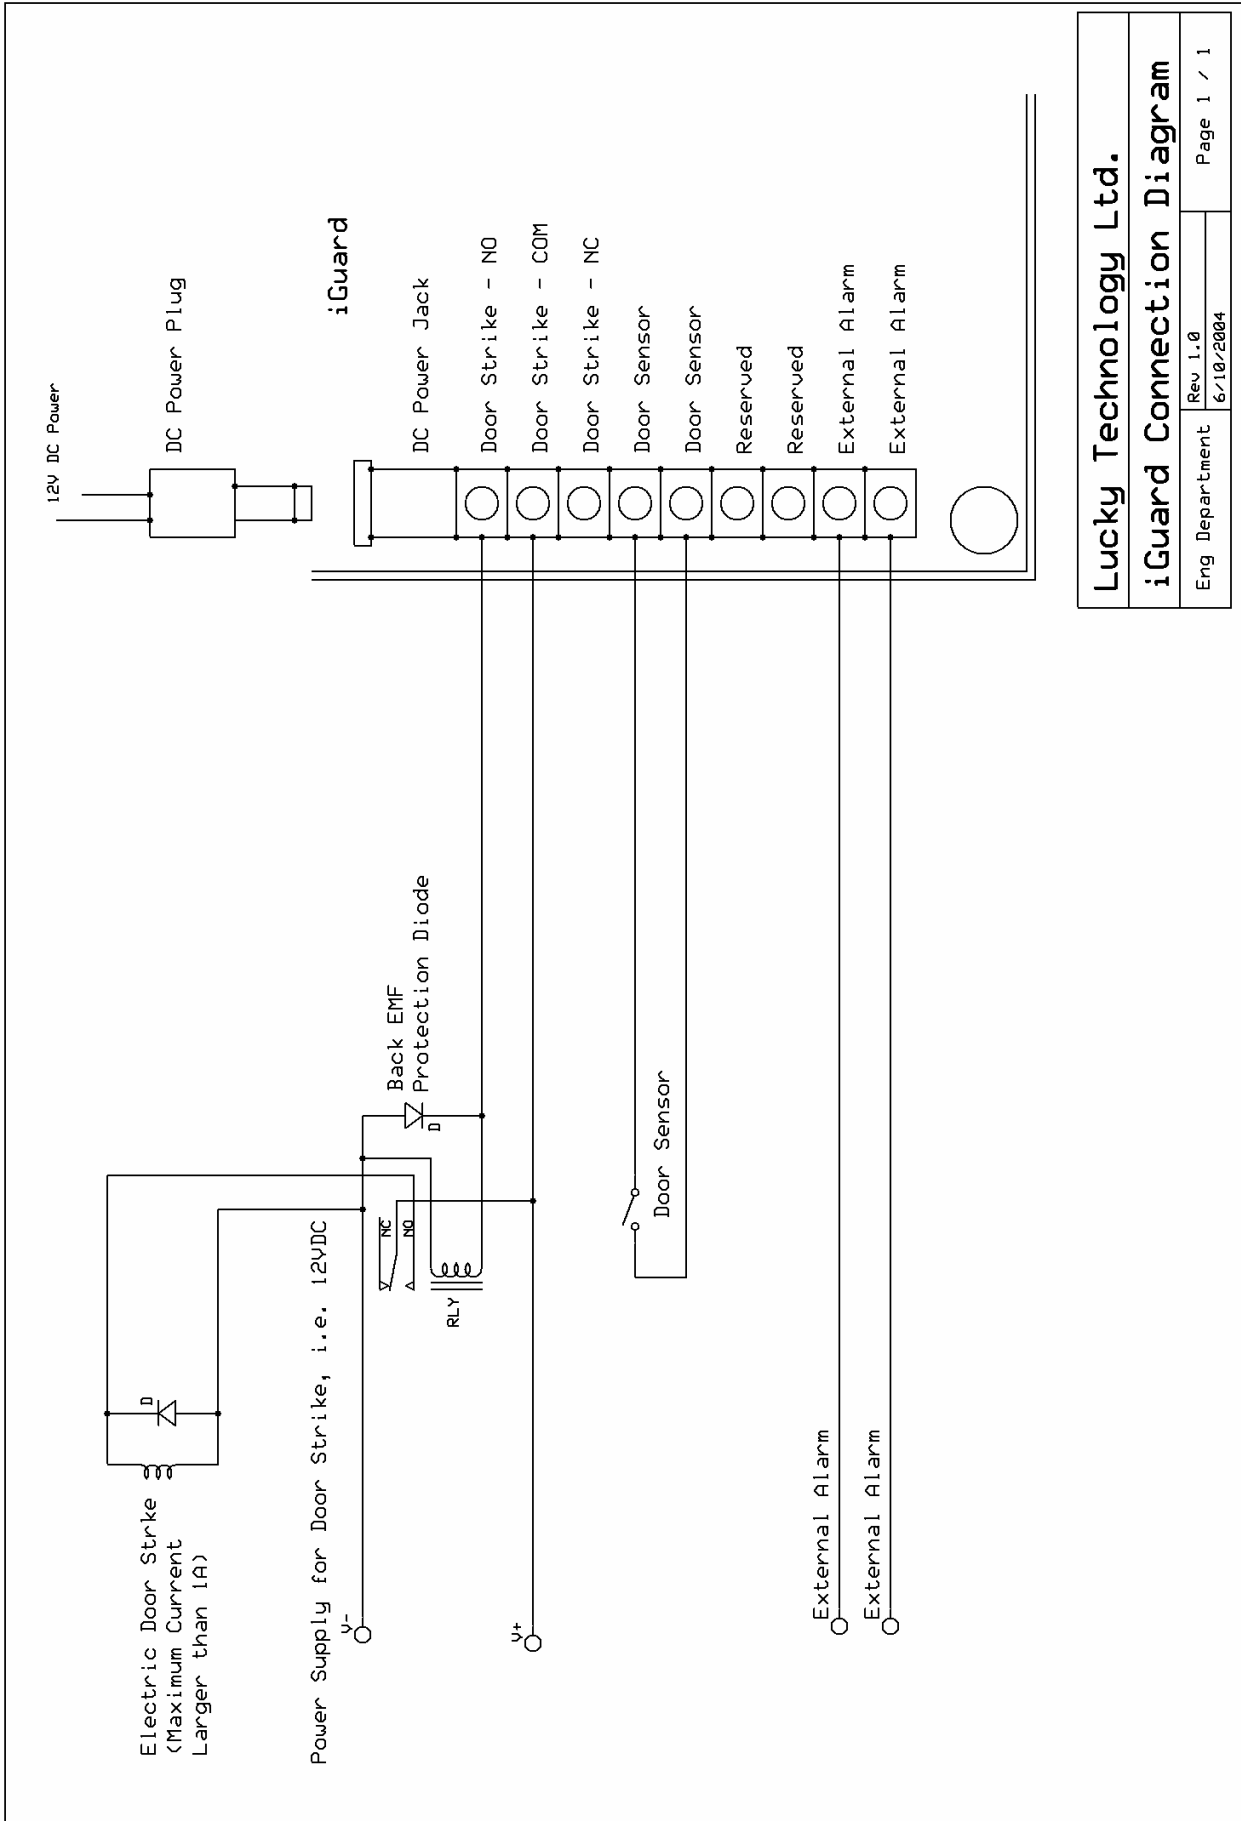 Electric Door Strke
(Maximum Current
Larger than 1A)
D
Power Supply for Door Strike, i.e. 12VDC
V-
V+
NC
NO
RLY
D
Back EMF
Protection Diode
Door Sensor
External Alarm
External Alarm
12V DC Power
DC Power Plug
iGuard
DC Power Jack
Door Strike - NO
Door Strike - COM
Door Strike - NC
Door Sensor
Door Sensor
Reserved
Reserved
External Alarm
External Alarm
Lucky Technology Ltd.
iGuard Connection Diagram
Eng Department
Rev 1.0
6/10/2004
Page 1 / 1